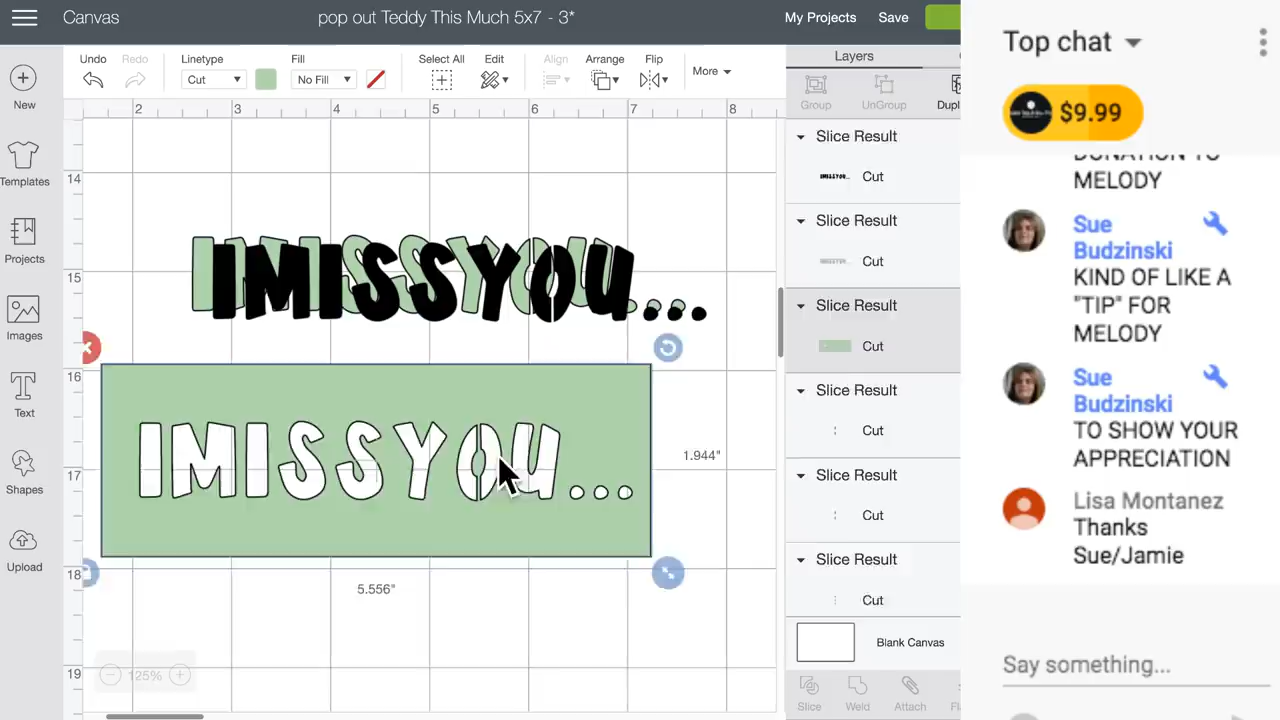 Canvas
pop out Teddy This Much 5x7 - 3*
My Projects
Save
Undo
Redo
Linetype
Cut
Fill
No Fill
Select All
Edit
Align
Arrange
Flip
More
New
Templates
Projects
Images
Text
Shapes
Upload
2 3 4 5 6 7 8
14
15
16
17
18
19
IMISSYOU...
IMISSYOU...
1.944"
5.556"
125%
Layers
Group
UnGroup
Slice Result
IMISSYOU...
Cut
Slice Result
IMISSYOU...
Cut
Slice Result
Cut
Slice Result
Cut
Slice Result
Cut
Slice Result
Cut
Blank Canvas
Slice
Weld
Attach
Top chat
$9.99
DONATION TO
MELODY
Sue
Budzinski
KIND OF LIKE A
"TIP" FOR
MELODY
Sue
Budzinski
TO SHOW YOUR
APPRECIATION
Lisa Montanez
Thanks
Sue/Jamie
Say something...